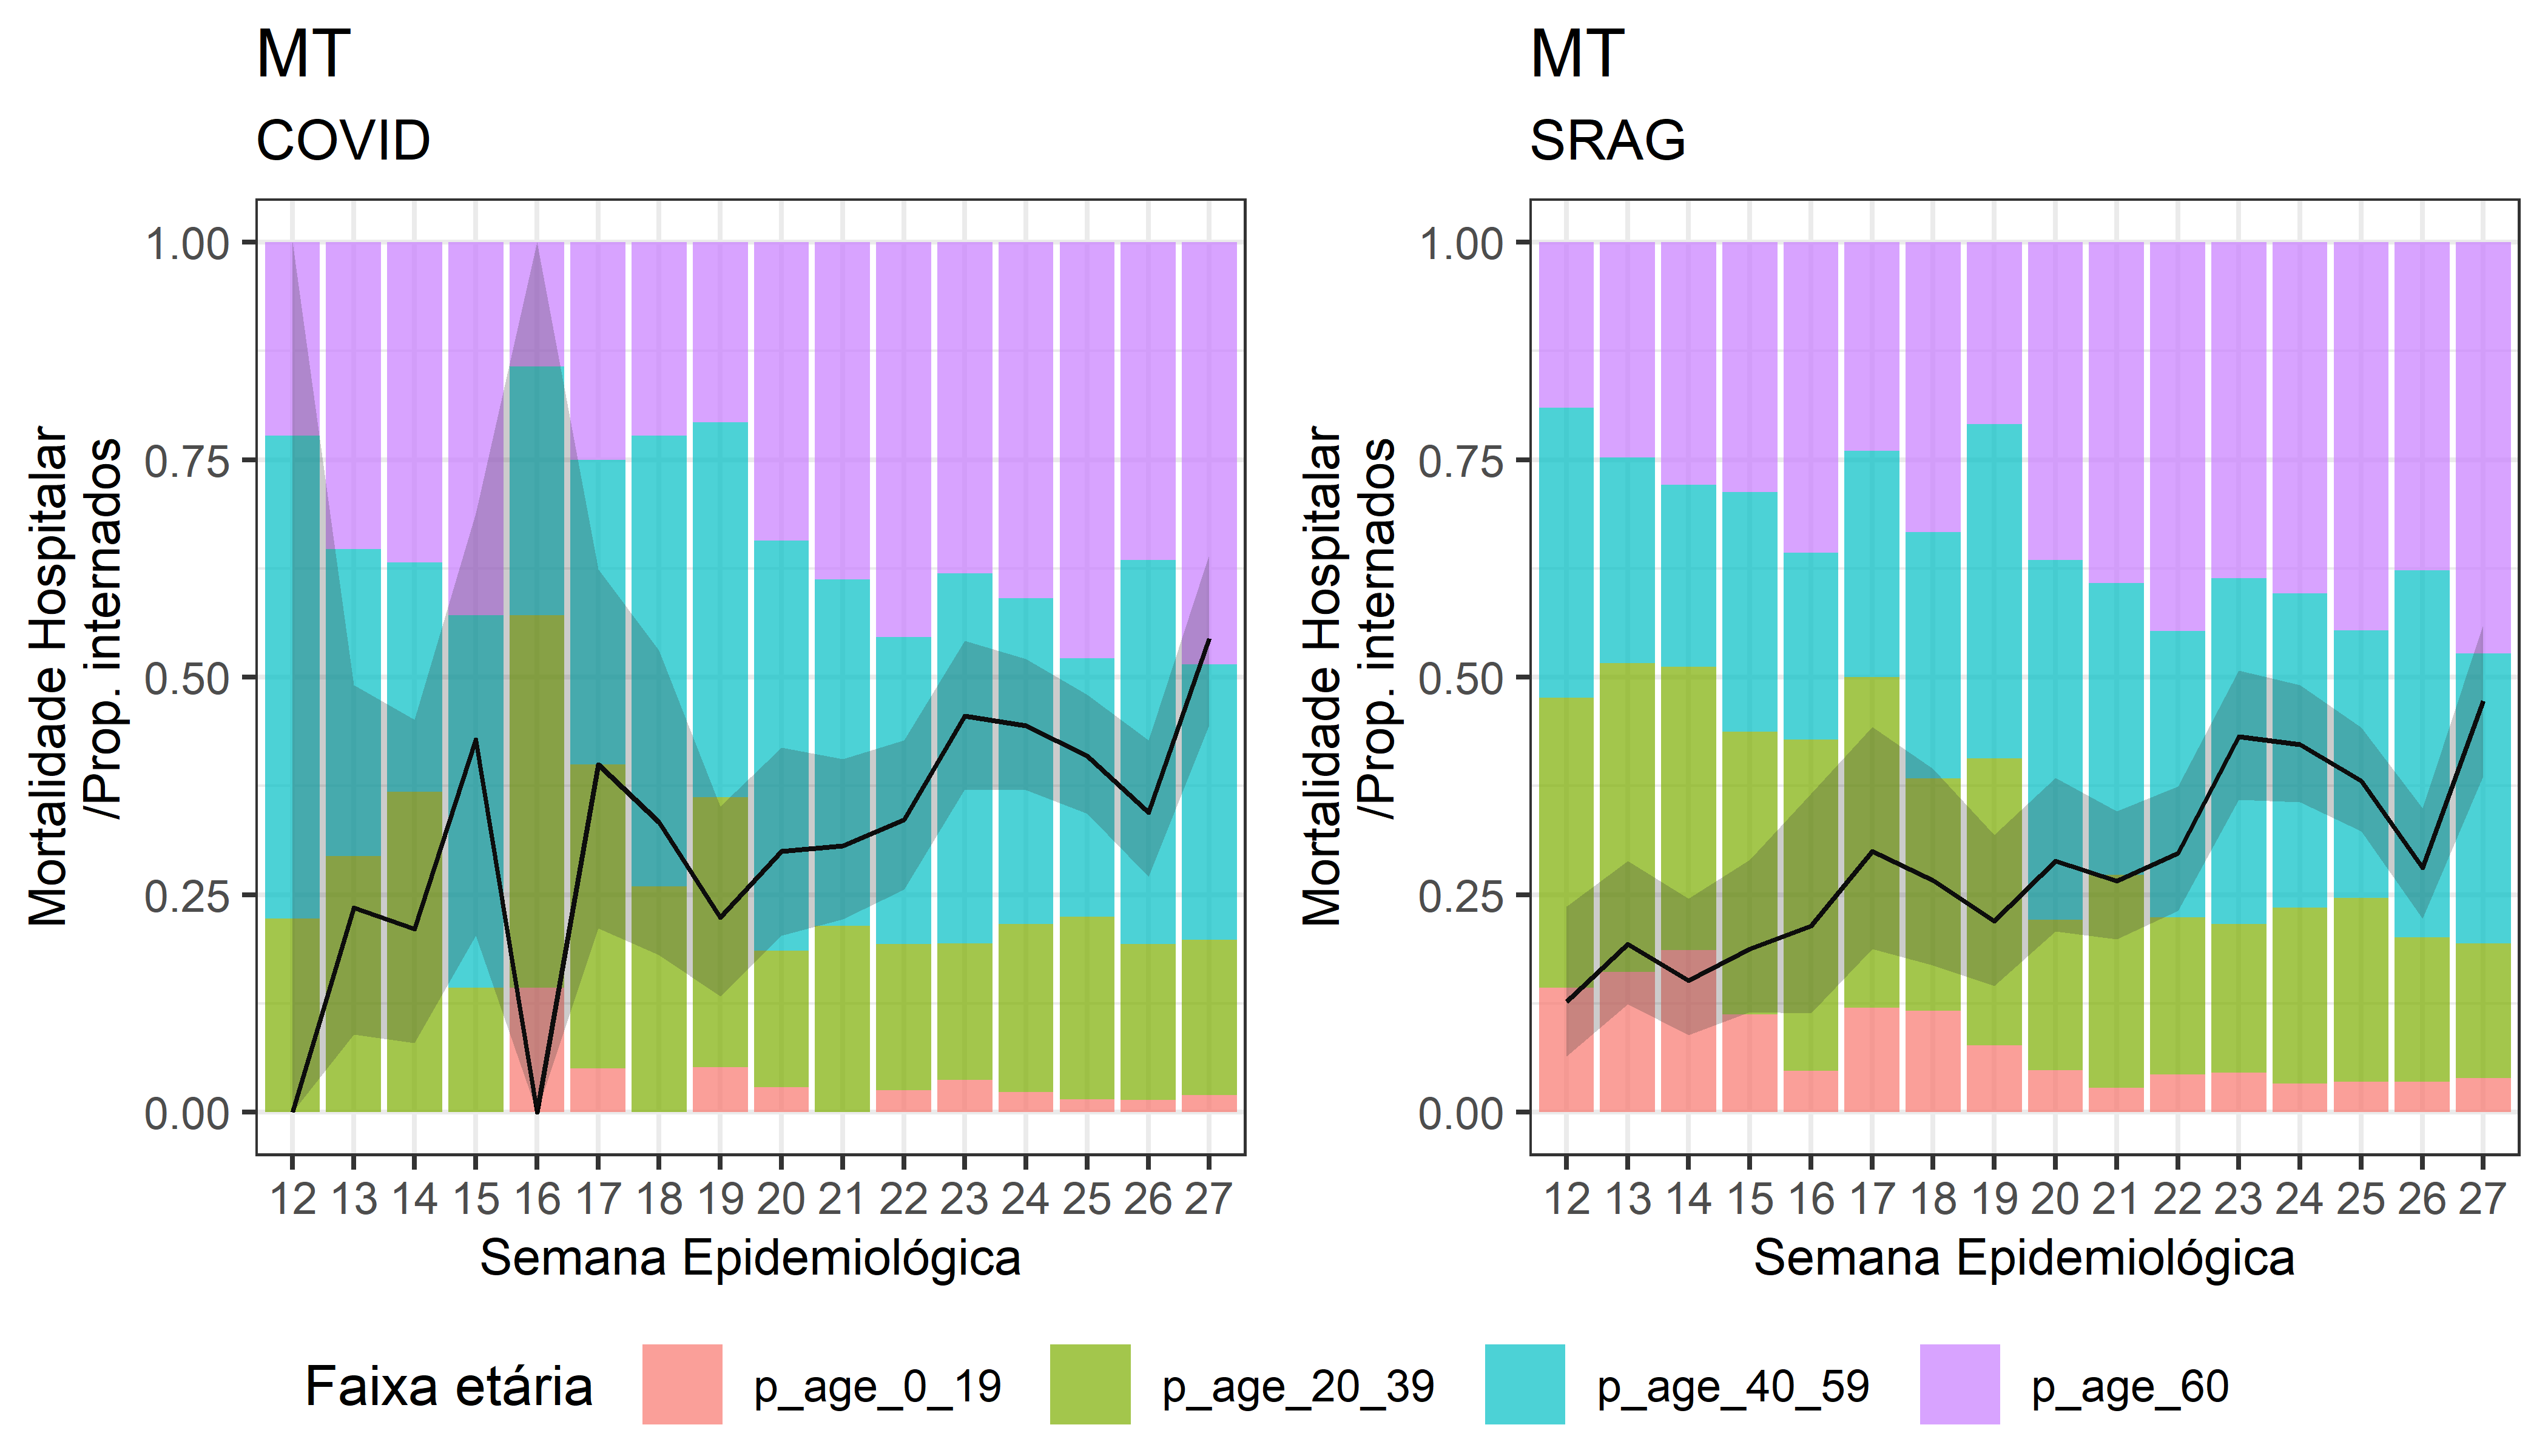 MT
COVID
Mortalidade Hospitalar
/Prop. internados
1.00
0.75
0.50
0.25
0.00
12 13 14 15 16 17 18 19 20 21 22 23 24 25 26 27
Semana Epidemiológica
MT
SRAG
Mortalidade Hospitalar
/Prop. internados
1.00
0.75
0.50
0.25
0.00
12 13 14 15 16 17 18 19 20 21 22 23 24 25 26 27
Semana Epidemiológica
Faixa etária p_age_0_19 p_age_20_39 p_age_40_59 p_age_60